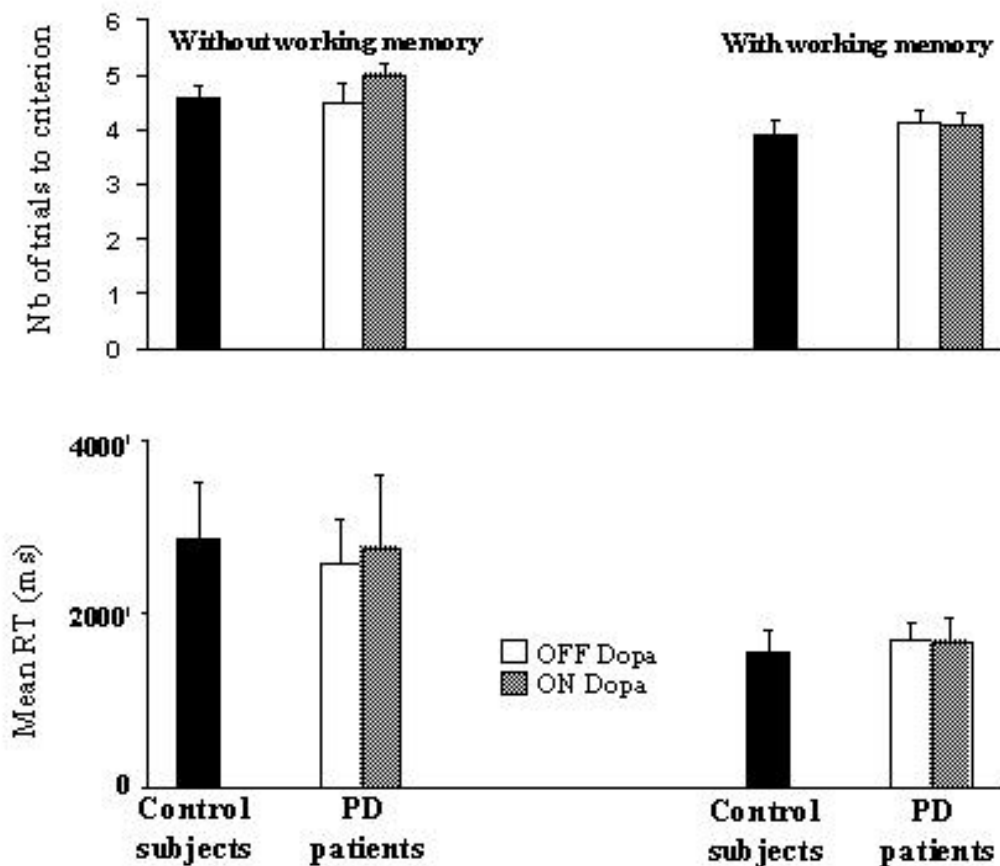 6
Without working memory
With working memory
5
4
3
2
1
0
Nb of trials to criterion
4000
2000
0
Mean RT (ms)
OFF Dopa
ON Dopa
Control
subjects
PD
patients
Control
subjects
PD
patients